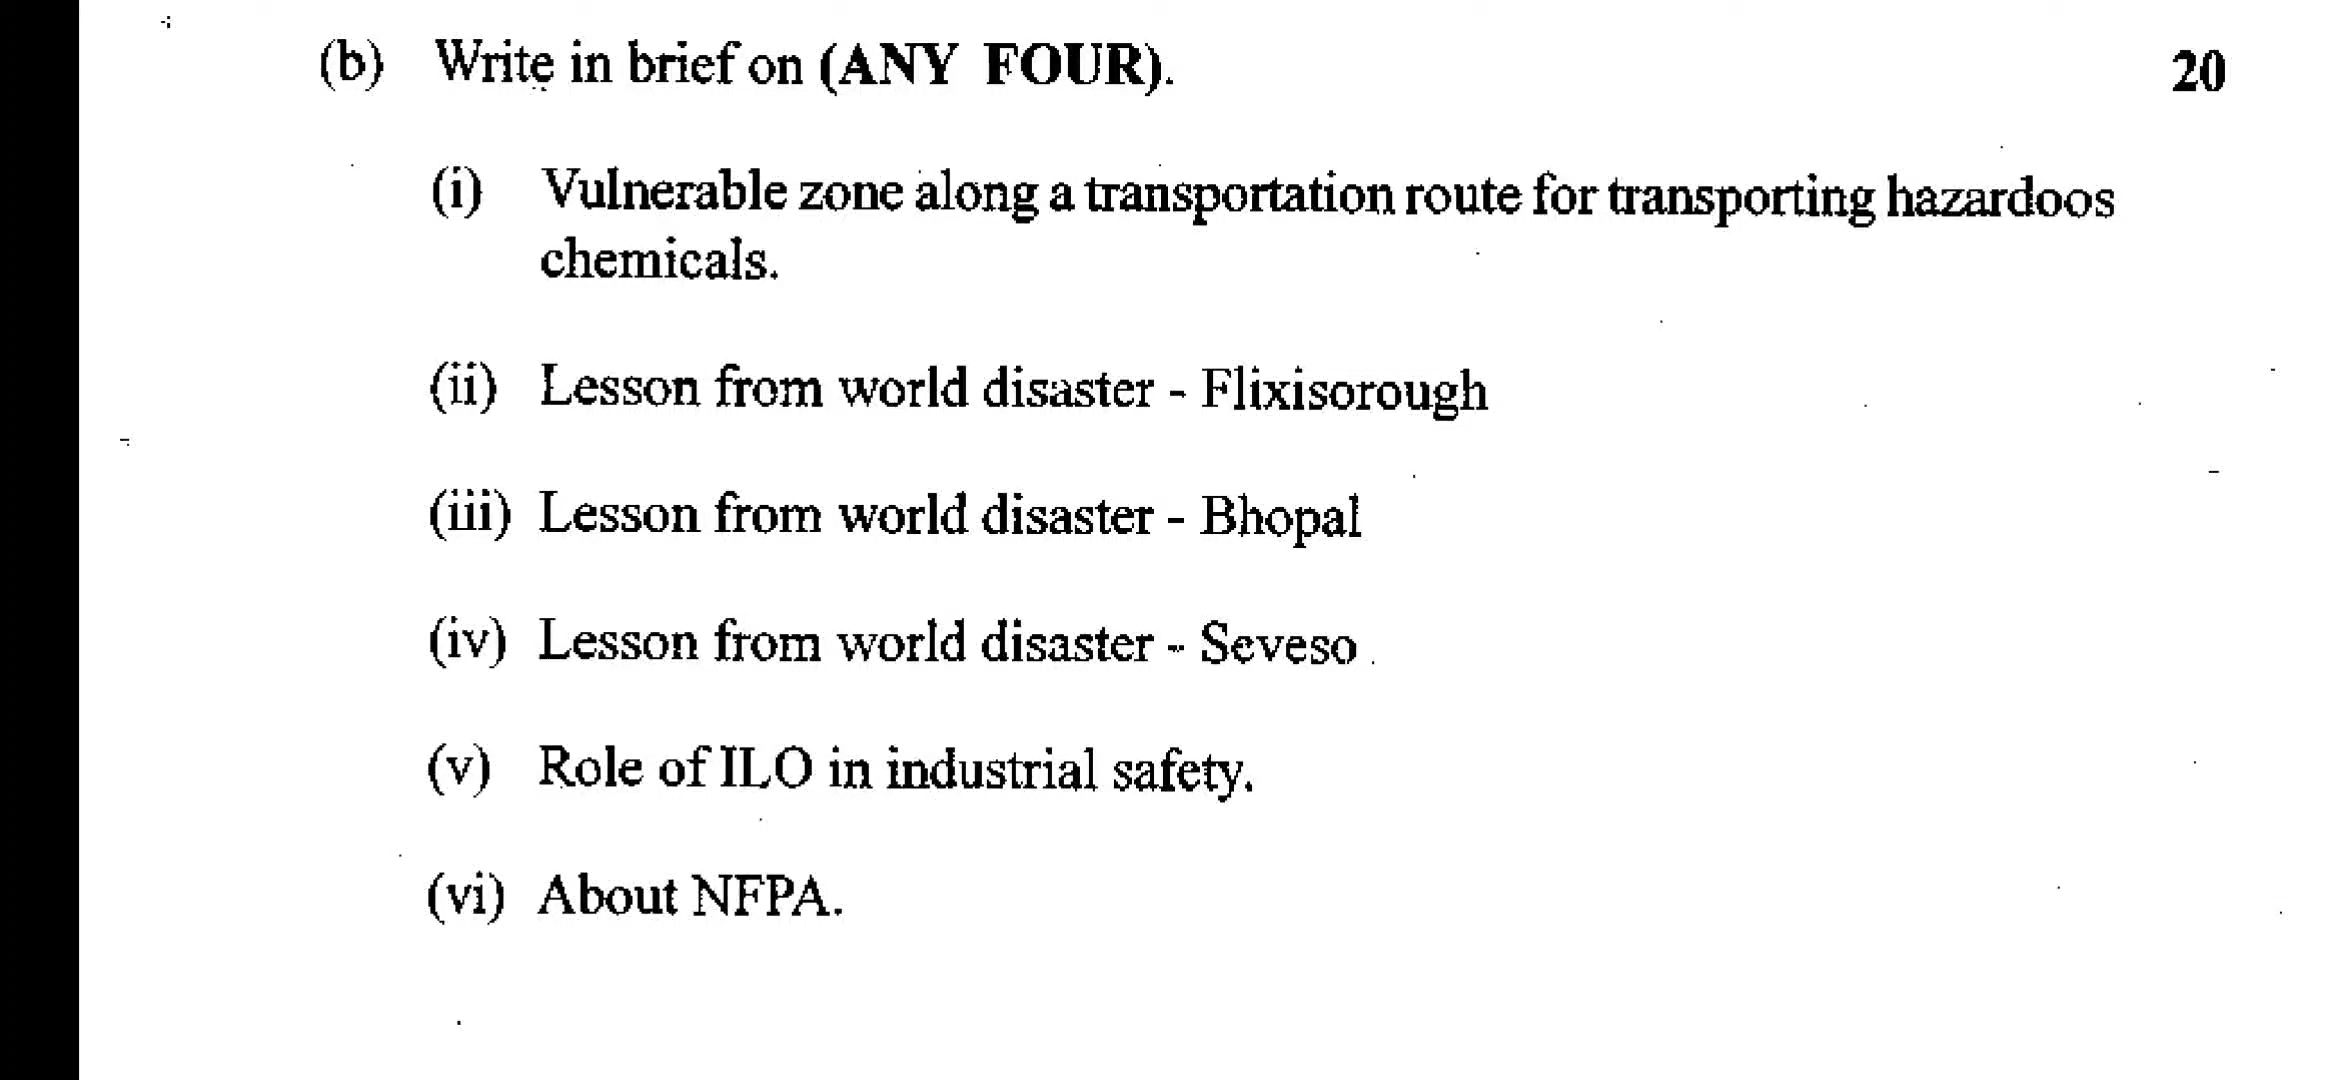 (b) Write in brief on (ANY FOUR). 20
(i) Vulnerable zone along a transportation route for transporting hazardoos
chemicals.
(ii) Lesson from world disaster - Flixisorough
(iii) Lesson from world disaster - Bhopal
(iv) Lesson from world disaster - Seveso
(v) Role of ILO in industrial safety.
(vi) About NFPA.